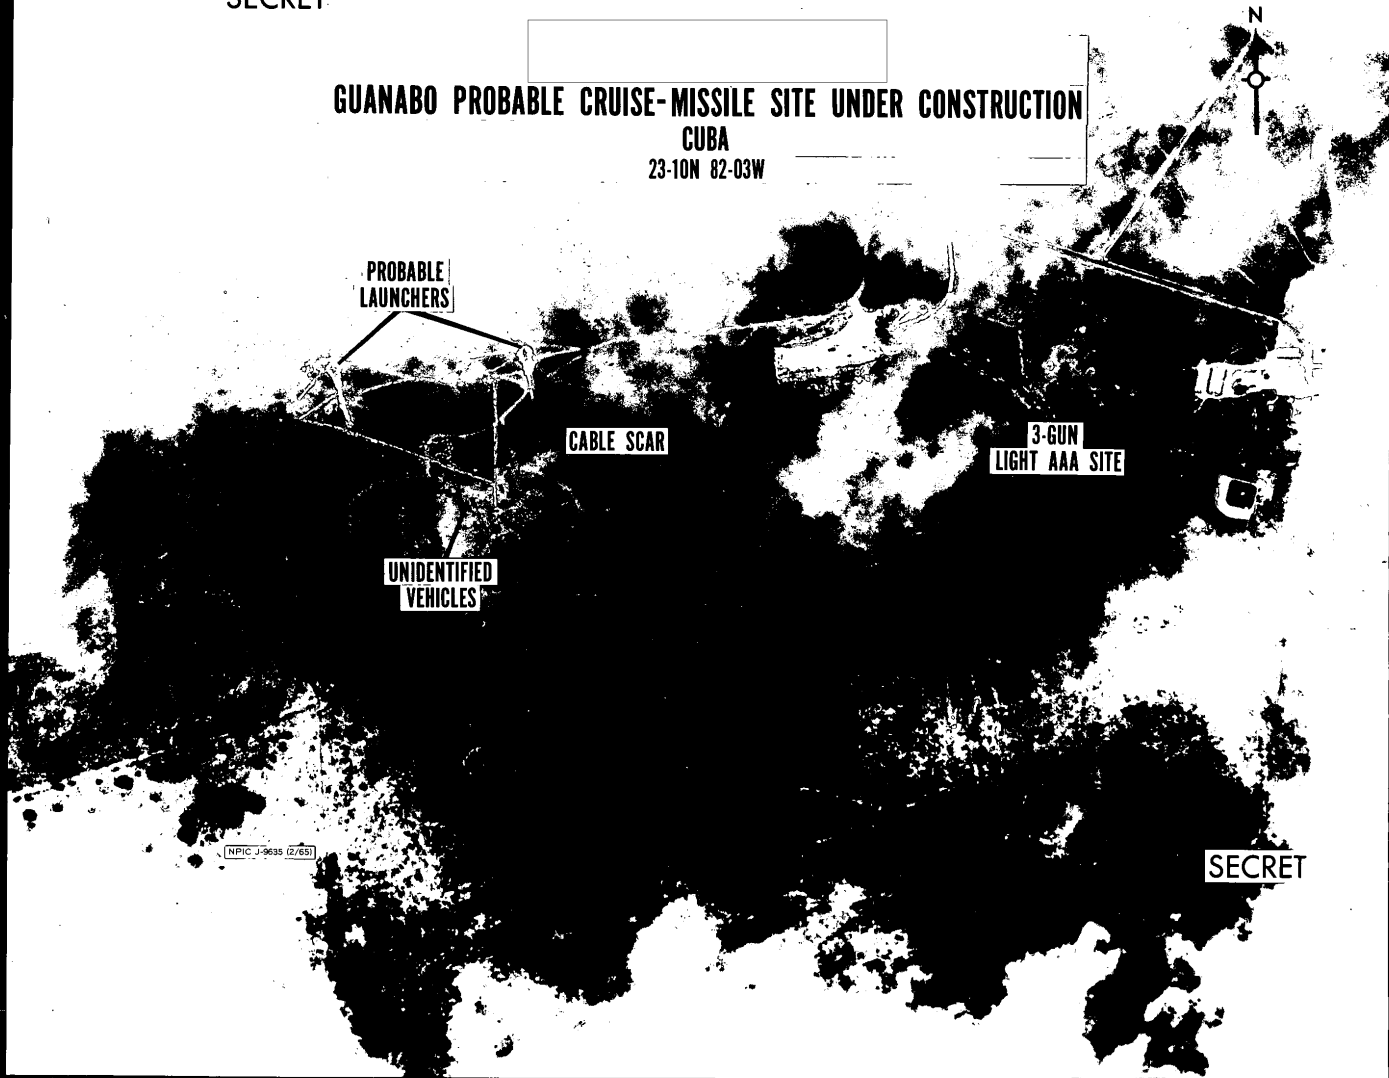 SECRET
N
GUANABO PROBABLE CRUISE-MISSILE SITE UNDER CONSTRUCTION
CUBA
23-10N 82-03W
PROBABLE
LAUNCHERS
CABLE SCAR
3-GUN
LIGHT AAA SITE
UNIDENTIFIED
VEHICLES
NPIC J-9635 (2/65)
SECRET